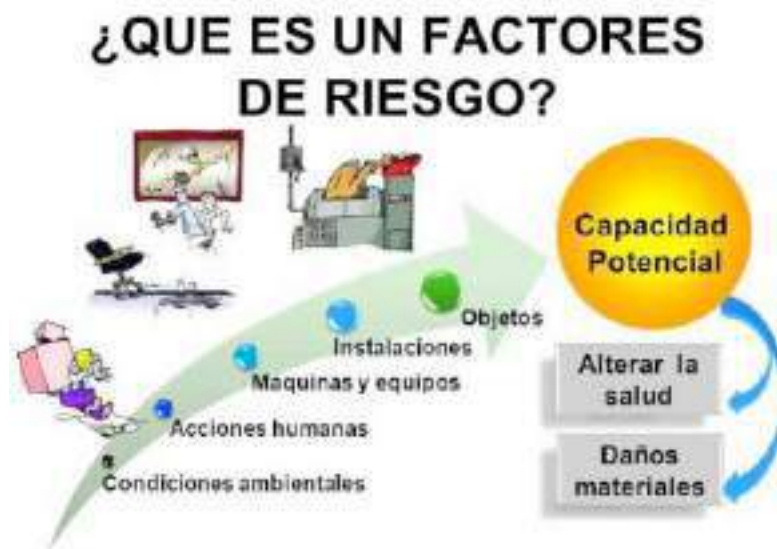 ¿QUE ES UN FACTORES
DE RIESGO?
Capacidad
Potencial
Objetos
Instalaciones
Maquinas y equipos
Acciones humanas
Condiciones ambientales
Alterar la
salud
Daños
materiales